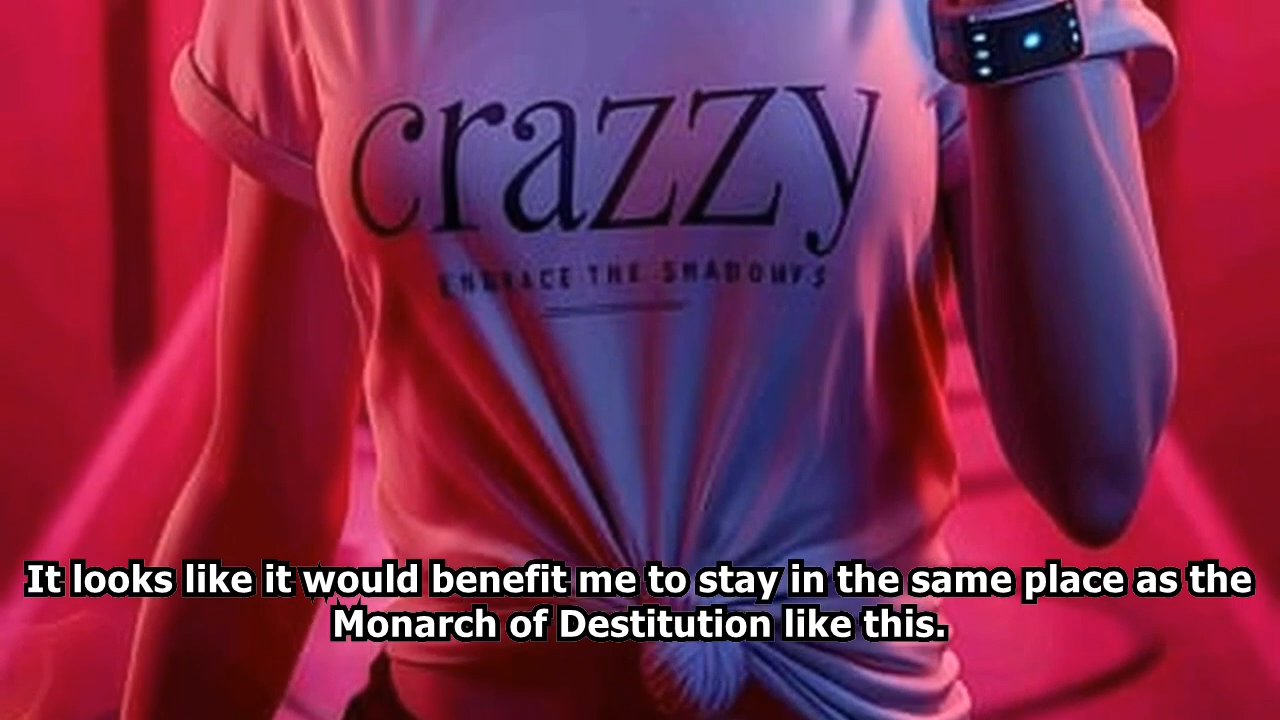 crazzy
THE
It looks like it would benefit me to stay in the same place as the
Monarch of Destitution like this.